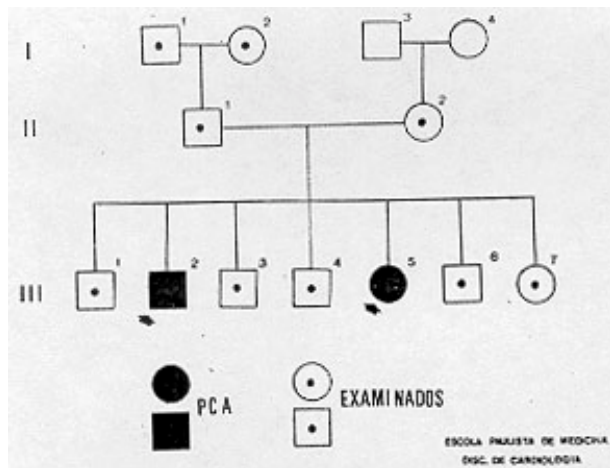 I
1 2 3 4
II
1 2
III
1 2 3 4 5 6 7
PCA EXAMINADOS
ESCOLA PAULISTA DE MEDICINA
DISC. DE CARDIOLOGIA